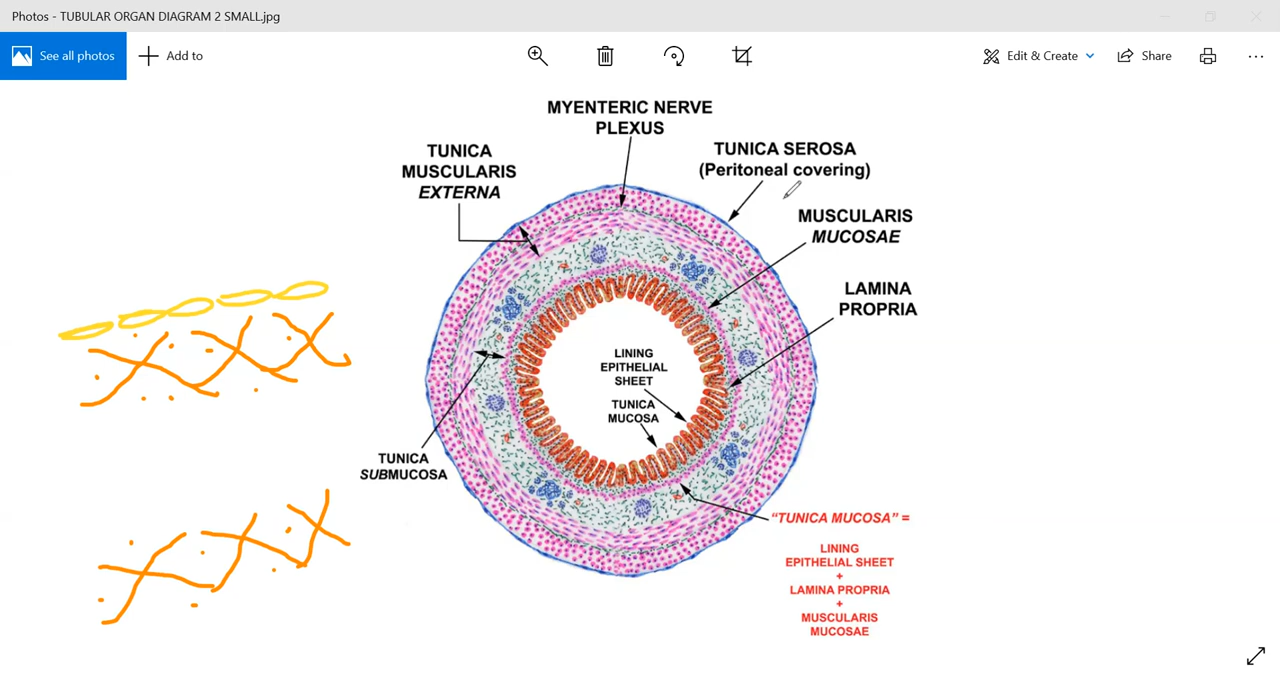 Photos - TUBULAR ORGAN DIAGRAM 2 SMALL.jpg
See all photos
Add to
Edit & Create
Share
MYENTERIC NERVE
PLEXUS
TUNICA
MUSCULARIS
EXTERNA
TUNICA SEROSA
(Peritoneal covering)
MUSCULARIS
MUCOSAE
LAMINA
PROPRIA
LINING
EPITHELIAL
SHEET
TUNICA
MUCOSA
TUNICA
SUBMUCOSA
“TUNICA MUCOSA” =
LINING
EPITHELIAL SHEET
+
LAMINA PROPRIA
+
MUSCULARIS
MUCOSAE